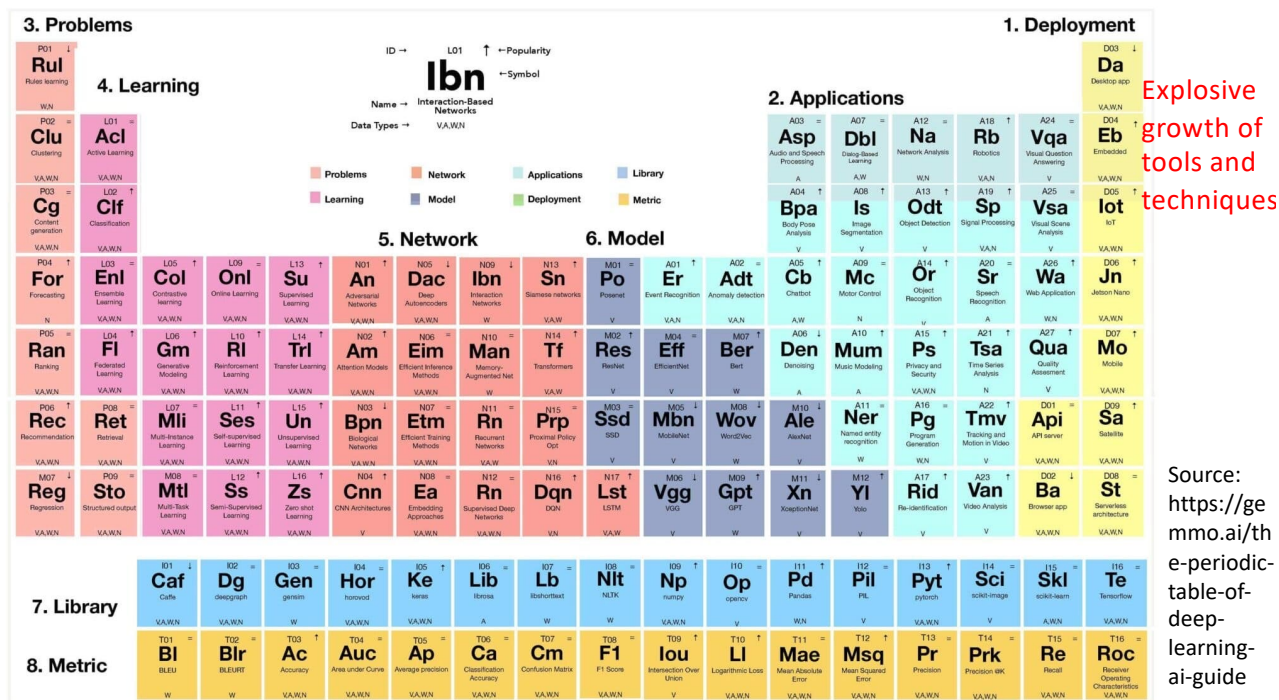 3. Problems
1. Deployment
4. Learning
2. Applications
ID → L01 ↑ ←Popularity
Ibn ←Symbol
Name → Interaction-Based
Networks
Data Types → V,A,W,N
Problems
Network
Applications
Library
Learning
Model
Deployment
Metric
P01 ↓
Rul
Rules learning
W,N
D03 ↓
Da
Desktop app
V,A,W,N
Explosive
growth of
tools and
techniques
P02 =
Clu
Clustering
V,A,W,N
L01 =
Acl
Active Learning
V,A,W,N
A03 =
Asp
Audio and Speech
Processing
A
A07 =
Dbl
Dialog-Based
Learning
A,W
A12 =
Na
Network Analysis
W,N
A18 ↑
Rb
Robotics
V,A,N
A24 =
Vqa
Visual Question
Answering
V
D04 ↑
Eb
Embedded
V,A,W,N
P03 =
Cg
Content
generation
V,A,W,N
L02 ↑
Clf
Classification
V,A,W,N
A04 ↑
Bpa
Body Pose
Analysis
V
A08 ↑
Is
Image
Segmentation
V
A13 ↑
Odt
Object Detection
V
A19 ↑
Sp
Signal Processing
V,A,N
A25 =
Vsa
Visual Scene
Analysis
V
D05 ↑
Iot
IoT
V,A,W,N
5. Network
6. Model
P04 ↑
For
Forecasting
N
L03 =
Enl
Ensemble
Learning
V,A,W,N
L05 ↑
Col
Contrastive
learning
V,A,W,N
L09 =
Onl
Online Learning
V,A,W,N
L13 ↑
Su
Supervised
Learning
V,A,W,N
N01 ↑
An
Adversarial
Networks
V,A,W,N
N05 ↓
Dac
Deep
Autoencoders
V,A,W,N
N09 ↓
Ibn
Interaction
Networks
W
N13 ↑
Sn
Siamese networks
V,A,W
M01 =
Po
Posenet
V
A01 ↑
Er
Event Recognition
V,A,N
A02 =
Adt
Anomaly detection
V,A,N
A05 ↑
Cb
Chatbot
A,W
A09 =
Mc
Motor Control
N
A14 ↑
Or
Object
Recognition
V
A20 =
Sr
Speech
Recognition
A
A26 ↑
Wa
Web Application
W,N
D06 ↑
Jn
Jetson Nano
V,A,W,N
P05 =
Ran
Ranking
V,A,W,N
L04 ↑
Fl
Federated
Learning
V,A,W,N
L06 ↑
Gm
Generative
Modeling
V,A,W,N
L10 ↑
Rl
Reinforcement
Learning
V,A,W,N
L14 ↑
Trl
Transfer Learning
V,A,W,N
N02 ↑
Am
Attention Models
V,A,W,N
N06 =
Eim
Efficient Inference
Methods
V,A,W,N
N10 =
Man
Memory-
Augmented Net
W
N14 ↑
Tf
Transformers
V,A,W
M02 ↑
Res
ResNet
V
M04 =
Eff
EfficientNet
V
M07 ↑
Ber
Bert
W
A06 ↓
Den
Denoising
A
A10 ↑
Mum
Music Modeling
A
A15 ↑
Ps
Privacy and
Security
V,A,W,N
A21 ↑
Tsa
Time Series
Analysis
N
A27 ↑
Qua
Quality
Assesment
V
D07 ↑
Mo
Mobile
V,A,W,N
P06 ↑
Rec
Recommendation
V,A,W,N
P08 =
Ret
Retrieval
V,A,W,N
L07 =
Mli
Multi-Instance
Learning
V,A,W,N
L11 ↑
Ses
Self-supervised
Learning
V,A,W,N
L15 ↑
Un
Unsupervised
Learning
V,A,W,N
N03 ↓
Bpn
Biological
Networks
V,A,W,N
N07 =
Etm
Efficient Training
Methods
V,A,W,N
N11 =
Rn
Recurrent
Networks
V,A,W
N15 =
Prp
Proximal Policy
Opt
V,N
M03 =
Ssd
SSD
V
M05 ↓
Mbn
MobileNet
V
M08 ↓
Wov
Word2Vec
W
M10 ↓
Ale
AlexNet
V
A11 =
Ner
Named entity
recognition
W
A16 =
Pg
Program
Generation
W,N
A22 ↑
Tmv
Tracking and
Motion in Video
V
D01 =
Api
API server
V,A,W,N
D09 ↑
Sa
Satellite
V,A,W,N
M07 ↓
Reg
Regression
V,A,W,N
P09 =
Sto
Structured output
V,A,W,N
M08 =
Mtl
Multi-Task
Learning
V,A,W,N
L12 ↑
Ss
Semi-Supervised
Learning
V,A,W,N
L16 ↑
Zs
Zero shot
Learning
V,A,W,N
N04 ↑
Cnn
CNN Architectures
V
N08 =
Ea
Embedding
Approaches
V,A,W,N
N12 =
Rn
Supervised Deep
Networks
V,A,W,N
N16 ↑
Dqn
DQN
V,A,W,N
N17 ↑
Lst
LSTM
V,A,W
M06 ↓
Vgg
VGG
V
M09 ↑
Gpt
GPT
W
M11 ↓
Xn
XceptionNet
V
M12 ↑
Yl
Yolo
V
A17 ↑
Rid
Re-identification
V
A23 ↑
Van
Video Analysis
V
D02 ↓
Ba
Browser app
V,A,W,N
D08 =
St
Serverless
architecture
V,A,W,N
7. Library
I01 ↓
Caf
Caffe
V,A,W,N
I02 =
Dg
deepgraph
V,A,W,N
I03 =
Gen
gensim
W
I04 =
Hor
horovod
V,A,W,N
I05 ↑
Ke
keras
V,A,W,N
I06 =
Lib
librosa
A
I07 =
Lb
libshorttext
W
I08 =
Nlt
NLTK
W
I09 ↑
Np
numpy
V,A,W,N
I10 =
Op
opencv
V
I11 ↑
Pd
Pandas
W,N
I12 =
Pil
PIL
V
I13 ↑
Pyt
pytorch
V,A,W,N
I14 =
Sci
scikit-image
V
I15 =
Skl
scikit-learn
A,W,N
I16 =
Te
Tensorflow
V,A,W,N
8. Metric
T01 =
Bl
BLEU
W
T02 =
Blr
BLEURT
W
T03 ↑
Ac
Accuracy
V,A,W,N
T04 =
Auc
Area under Curve
V,A,W,N
T05 =
Ap
Average precision
V,A,W,N
T06 =
Ca
Classification
Accuracy
V,A,W,N
T07 =
Cm
Confusion Matrix
V,A,W,N
T08 =
F1
F1 Score
V,A,W,N
T09 ↑
Iou
Intersection Over
Union
V
T10 ↑
Ll
Logarithmic Loss
V,A,W,N
T11 =
Mae
Mean Absolute
Error
V,A,W,N
T12 ↑
Msq
Mean Squared
Error
V,A,W,N
T13 =
Pr
Precision
V,A,W,N
T14 =
Prk
Precision @K
V,A,W,N
T15 =
Re
Recall
V,A,W,N
T16 =
Roc
Receiver
Operating
Characteristics
V,A,W,N
Source:
https://ge
mmo.ai/th
e-periodic-
table-of-
deep-
learning-
ai-guide